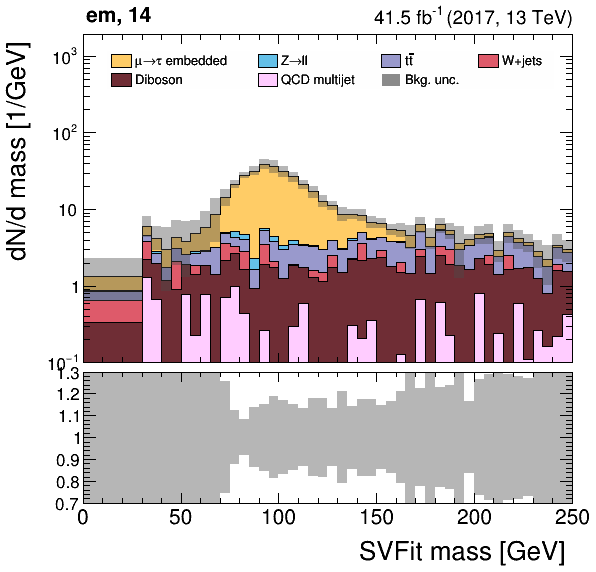 em, 14
41.5 fb⁻¹ (2017, 13 TeV)
dN/d mass [1/GeV]
μ→τ embedded
Z→ll
tt̄
W+jets
Diboson
QCD multijet
Bkg. unc.
10³
10²
10
1
10⁻¹
1.3
1.2
1.1
1
0.9
0.8
0.7
0 50 100 150 200 250
SVFit mass [GeV]